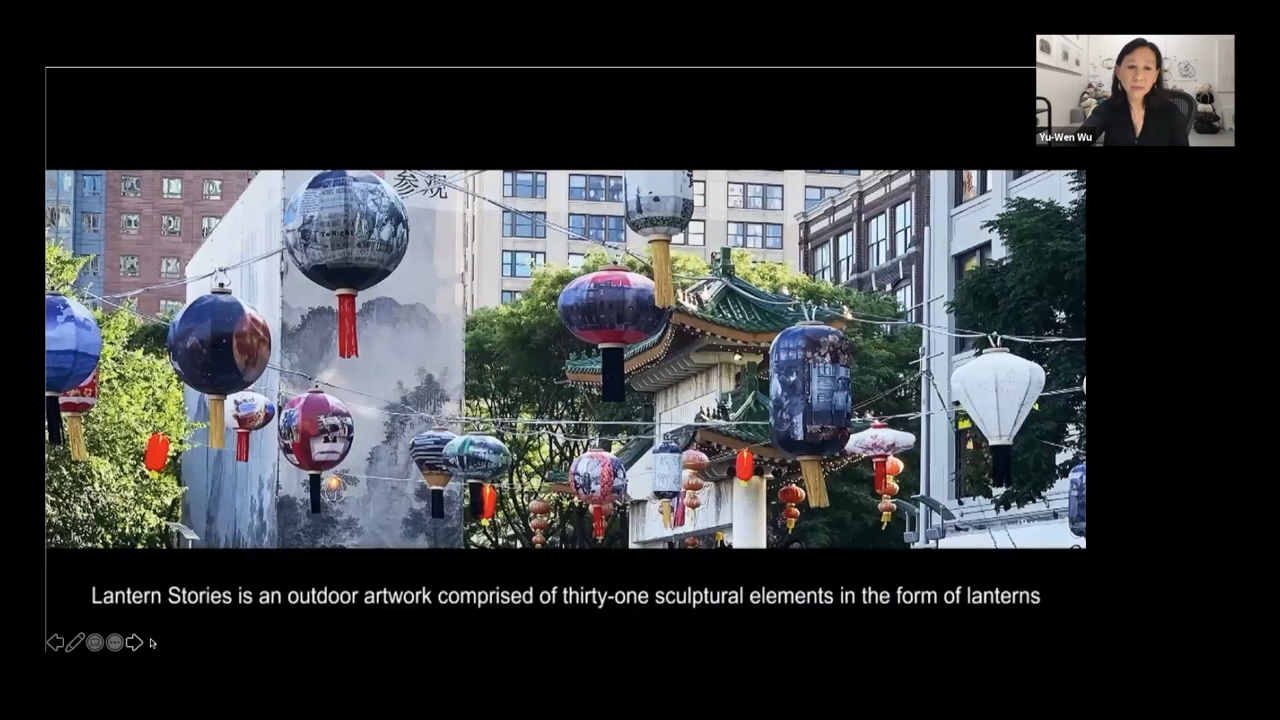 Yu-Wen Wu
参观
ToNight
Lantern Stories is an outdoor artwork comprised of thirty-one sculptural elements in the form of lanterns